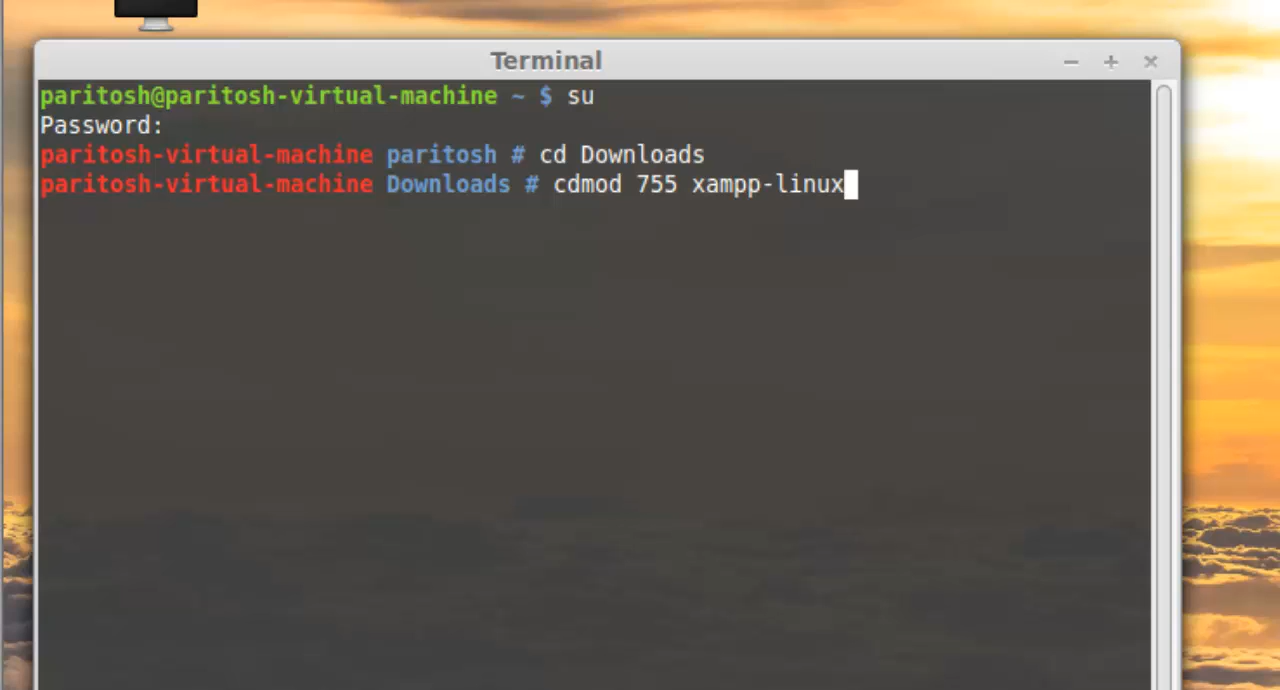 Terminal
paritosh@paritosh-virtual-machine ~ $ su
Password:
paritosh-virtual-machine paritosh # cd Downloads
paritosh-virtual-machine Downloads # cdmod 755 xampp-linux